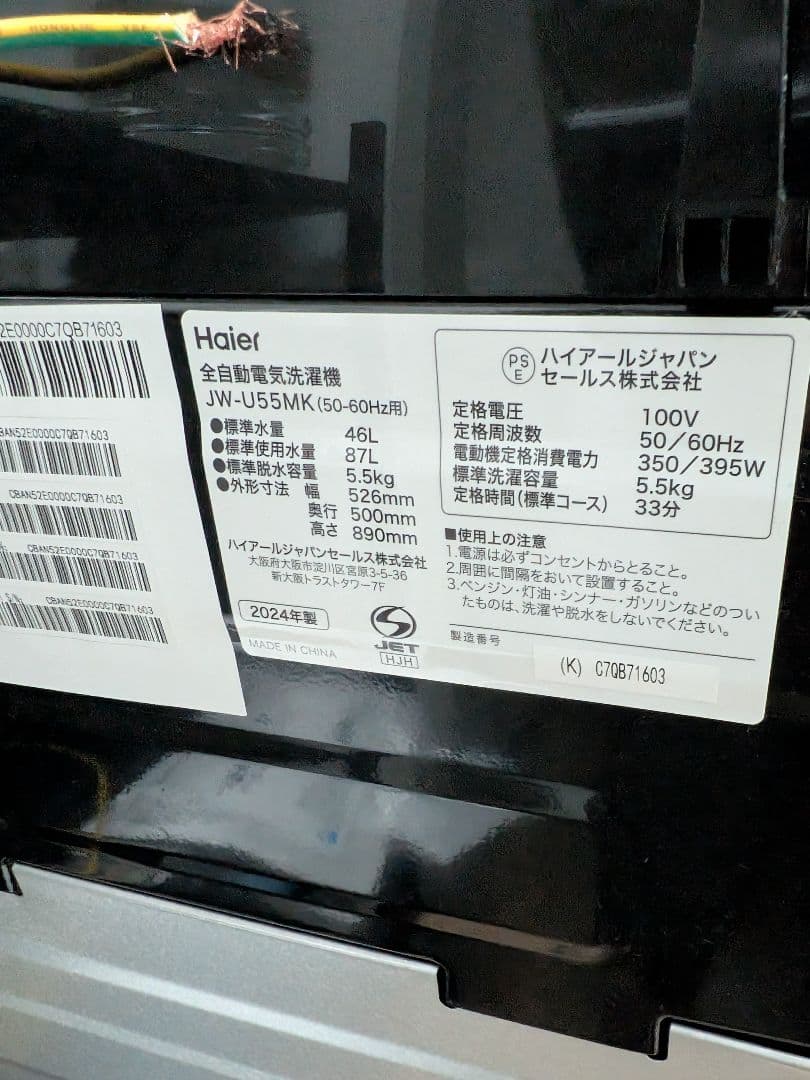 52E0000C7QB71603
CBAN52E0000C7QB71603
CBAN52E0000C7QB71603
CBAN52E0000C7QB71603
CBAN52E0000C7QB71603
Haier
全自動電気洗濯機
JW-U55MK(50-60Hz用)
●標準水量 46L
●標準使用水量 87L
●標準脱水容量 5.5kg
●外形寸法 幅 526mm
奥行 500mm
高さ 890mm
ハイアールジャパンセールス株式会社
大阪府大阪市淀川区宮原3-5-36
新大阪トラストタワー7F
2024年製
MADE IN CHINA
JET
HJH
PS
E
ハイアールジャパン
セールス株式会社
定格電圧 100V
定格周波数 50/60Hz
電動機定格消費電力 350/395W
標準洗濯容量 5.5kg
定格時間(標準コース) 33分
■使用上の注意
1.電源は必ずコンセントからとること。
2.周囲に間隔をおいて設置すること。
3.ベンジン・灯油・シンナー・ガソリンなどのつい
たものは、洗濯や脱水をしないでください。
製造番号
(K) C7QB71603